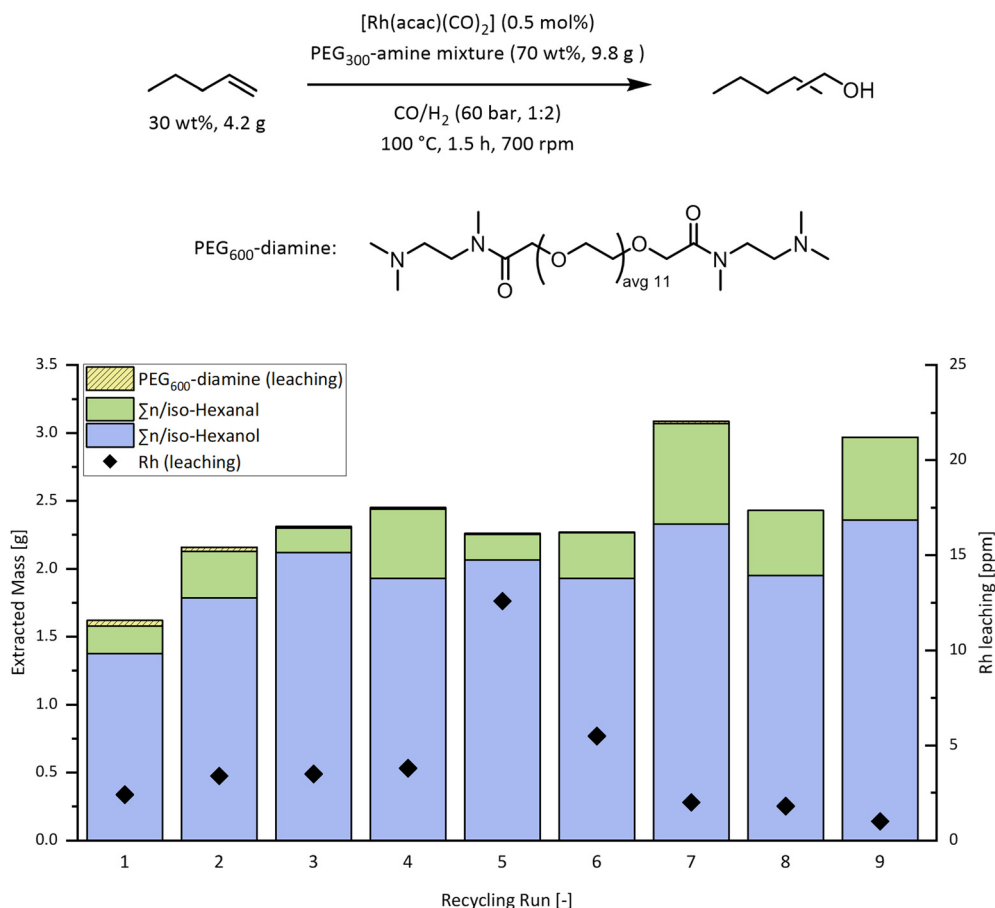 [Rh(acac)(CO)₂] (0.5 mol%)
PEG₃₀₀-amine mixture (70 wt%, 9.8 g )
30 wt%, 4.2 g
CO/H₂ (60 bar, 1:2)
100 °C, 1.5 h, 700 rpm
OH
PEG₆₀₀-diamine:
N
N
O
O
O
O
N
N
avg 11
PEG₆₀₀-diamine (leaching)
∑n/iso-Hexanal
∑n/iso-Hexanol
Rh (leaching)
Extracted Mass [g]
3.5
3.0
2.5
2.0
1.5
1.0
0.5
0.0
25
20
15
10
5
0
Rh leaching [ppm]
1 2 3 4 5 6 7 8 9
Recycling Run [-]